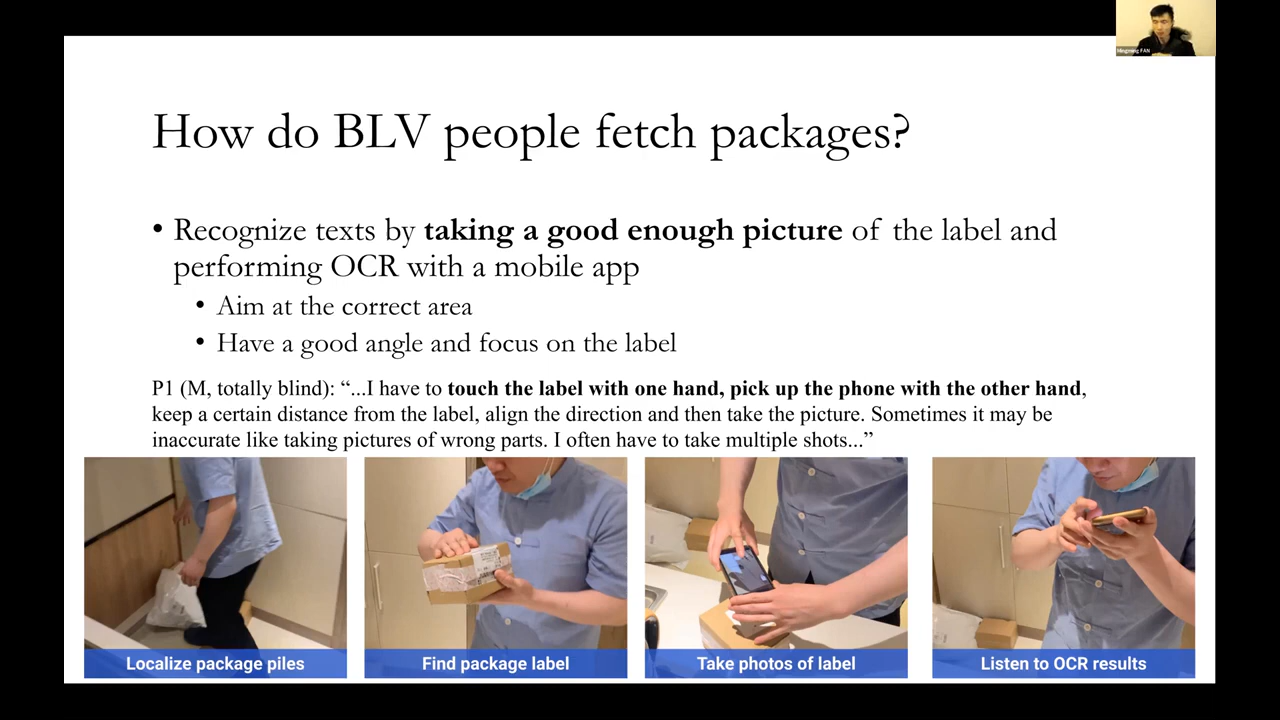 Mingming FAN
How do BLV people fetch packages?
• Recognize texts by taking a good enough picture of the label and
performing OCR with a mobile app
• Aim at the correct area
• Have a good angle and focus on the label
P1 (M, totally blind): “...I have to touch the label with one hand, pick up the phone with the other hand,
keep a certain distance from the label, align the direction and then take the picture. Sometimes it may be
inaccurate like taking pictures of wrong parts. I often have to take multiple shots...”
Localize package piles
Find package label
Take photos of label
Listen to OCR results